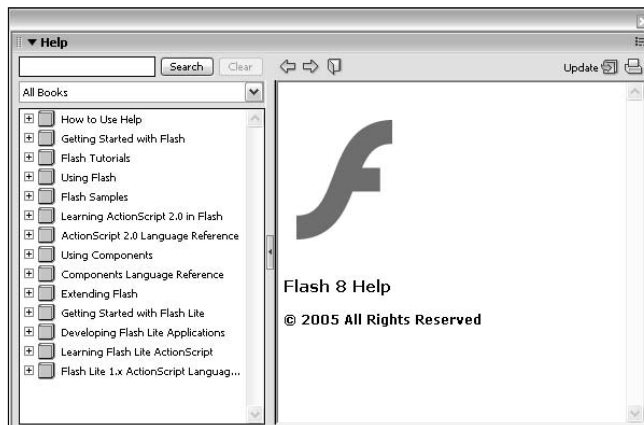 Help
Search Clear
Update
All Books
How to Use Help
Getting Started with Flash
Flash Tutorials
Using Flash
Flash Samples
Learning ActionScript 2.0 in Flash
ActionScript 2.0 Language Reference
Using Components
Components Language Reference
Extending Flash
Getting Started with Flash Lite
Developing Flash Lite Applications
Learning Flash Lite ActionScript
Flash Lite 1.x ActionScript Languag...
Flash 8 Help
© 2005 All Rights Reserved